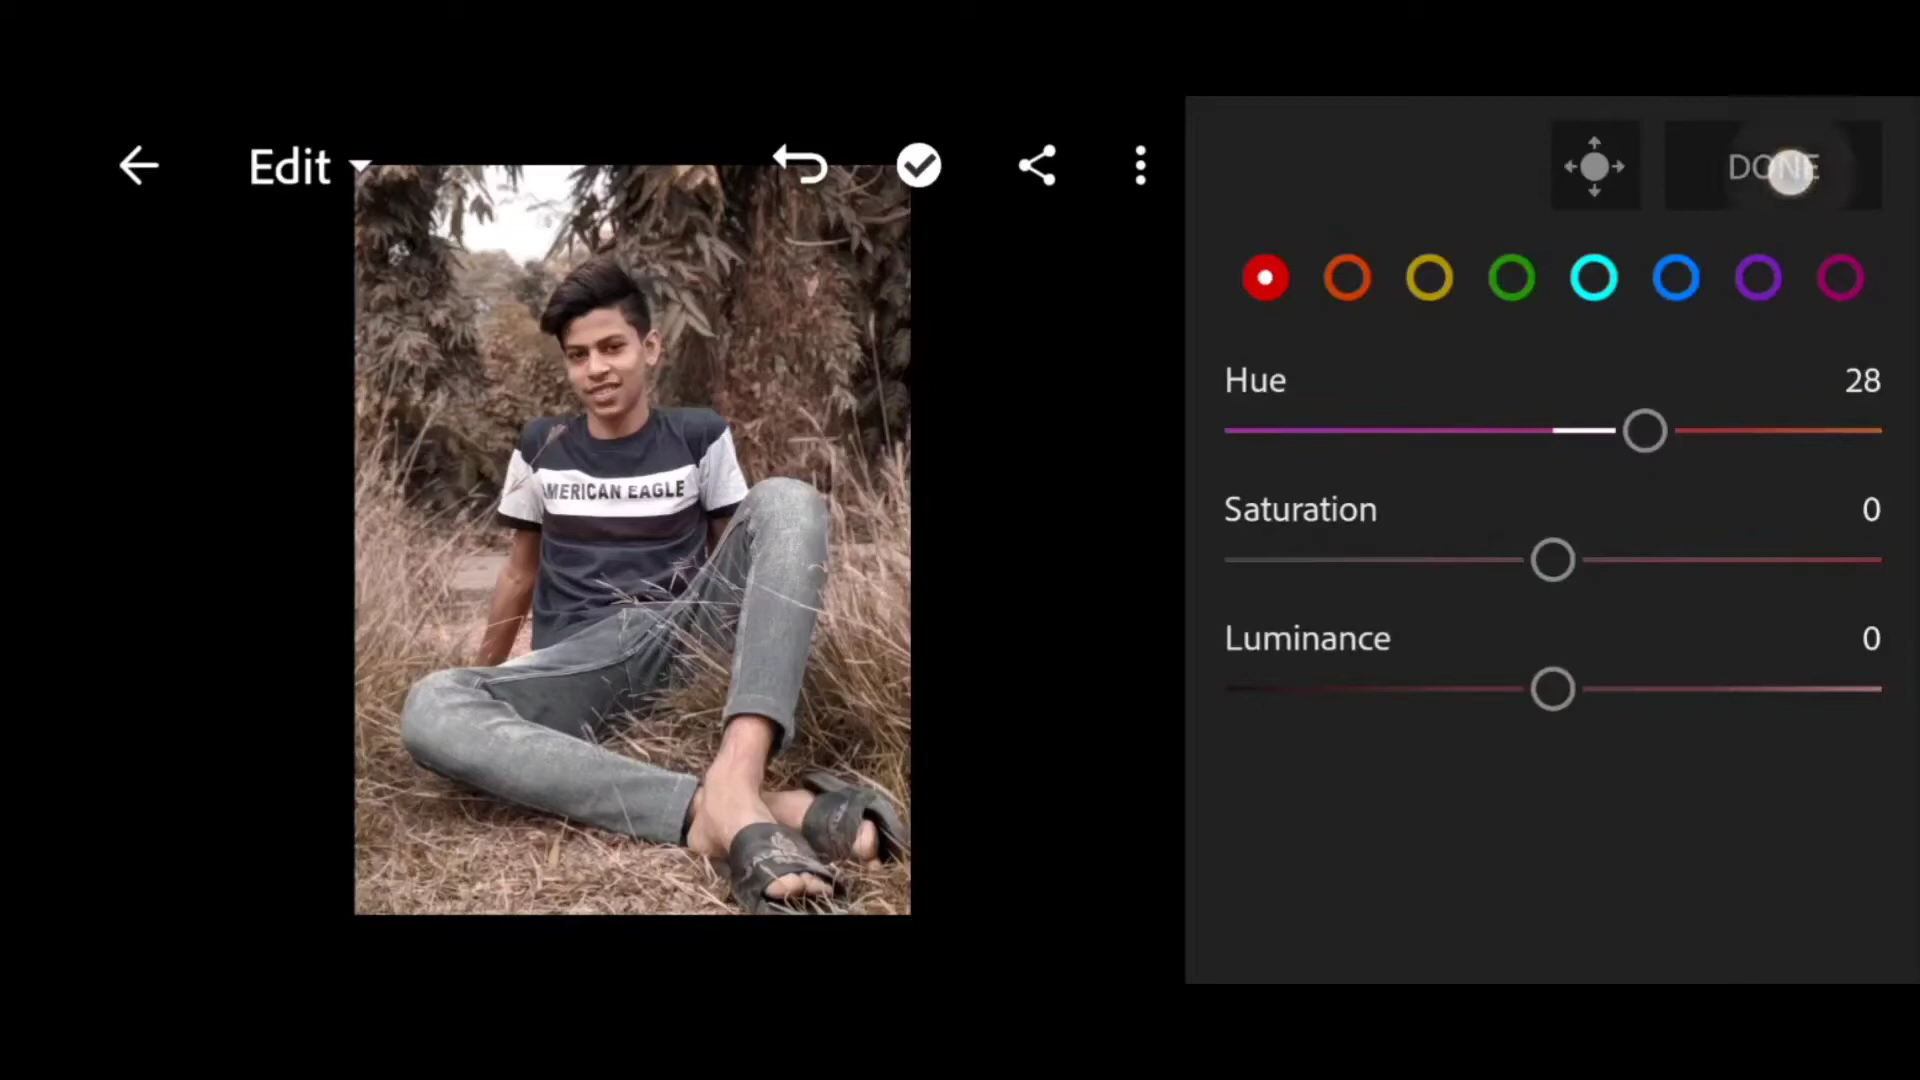 Edit
DONE
Hue 28
Saturation 0
Luminance 0
MERICAN EAGLE